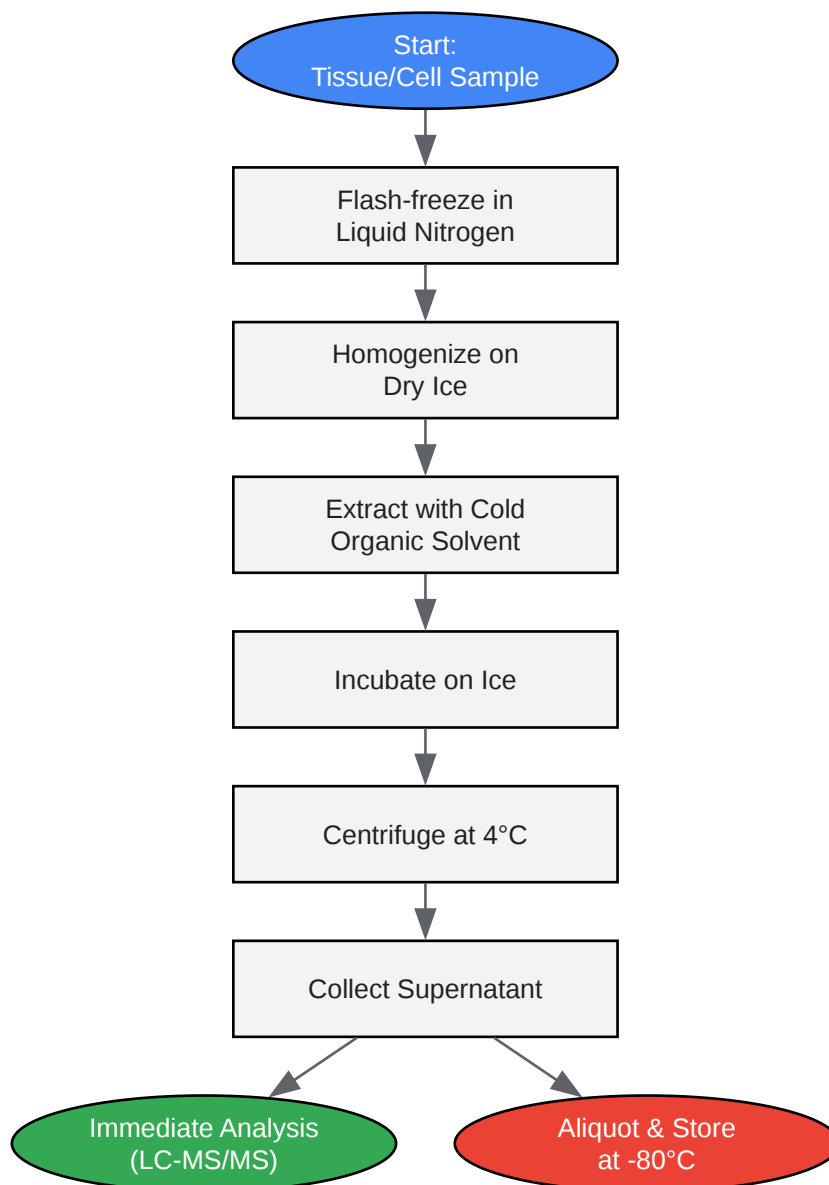 Start:
Tissue/Cell Sample
Flash-freeze in
Liquid Nitrogen
Homogenize on
Dry Ice
Extract with Cold
Organic Solvent
Incubate on Ice
Centrifuge at 4°C
Collect Supernatant
Immediate Analysis
(LC-MS/MS)
Aliquot & Store
at -80°C